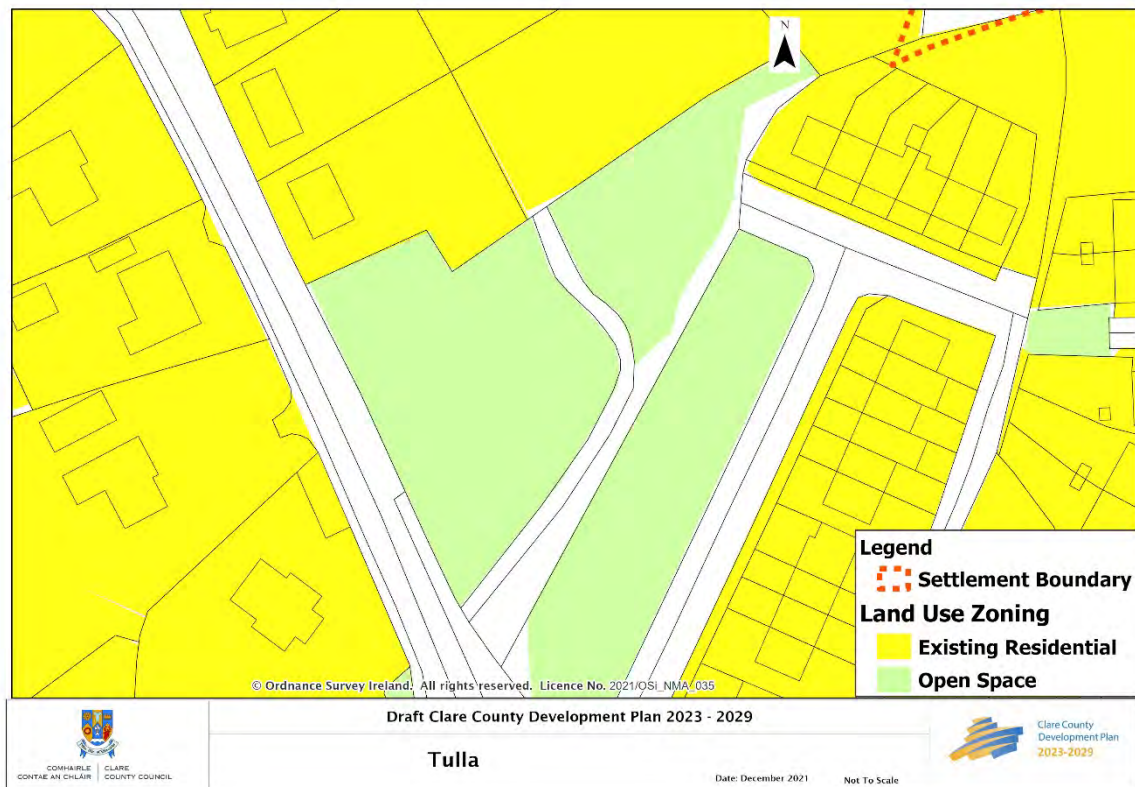 N
Legend
Settlement Boundary
Land Use Zoning
Existing Residential
Open Space
© Ordnance Survey Ireland. All rights reserved. Licence No. 2021/OSi_NMA_035
Draft Clare County Development Plan 2023 - 2029
Tulla
Date: December 2021 Not To Scale
COMHAIRLE
CONTAE AN CHLÁIR
CLARE
COUNTY COUNCIL
Clare County
Development Plan
2023-2029